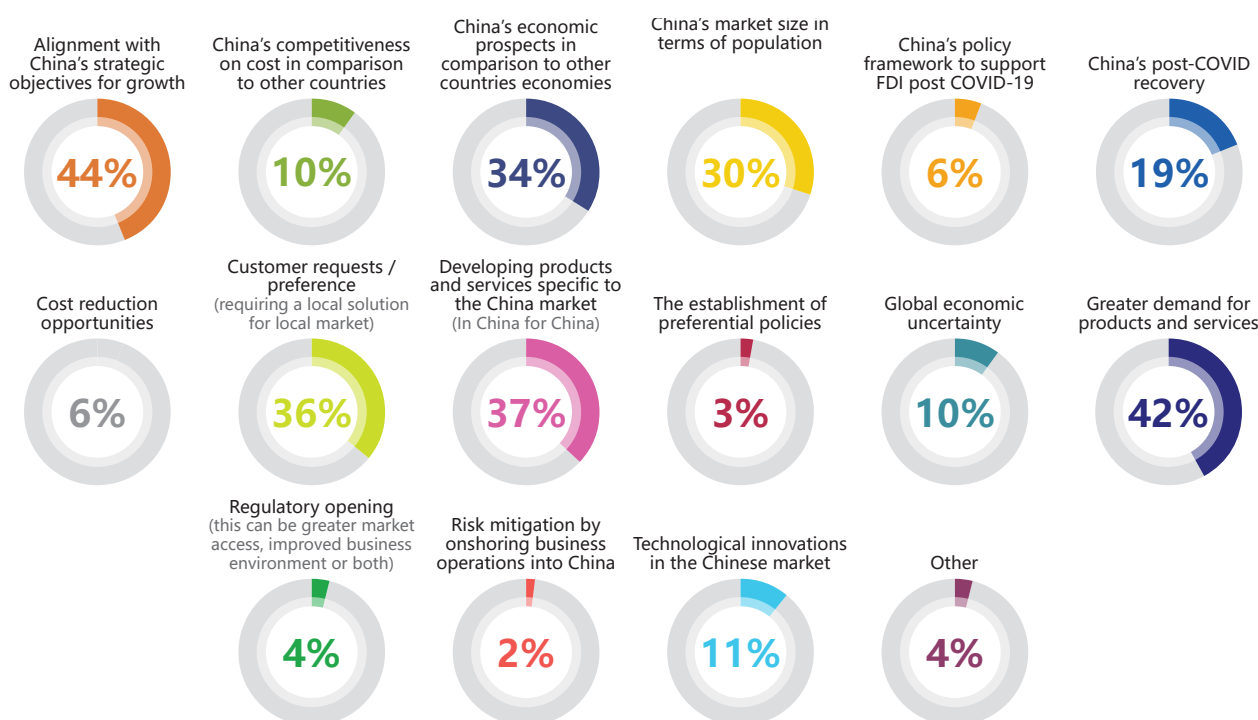 Alignment with
China's strategic
objectives for growth
44%
China's competitiveness
on cost in comparison
to other countries
10%
China's economic
prospects in
comparison to other
countries economies
34%
China's market size in
terms of population
30%
China's policy
framework to support
FDI post COVID-19
6%
China's post-COVID
recovery
19%
Cost reduction
opportunities
6%
Customer requests /
preference
(requiring a local solution
for local market)
36%
Developing products
and services specific to
the China market
(In China for China)
37%
The establishment of
preferential policies
3%
Global economic
uncertainty
10%
Greater demand for
products and services
42%
Regulatory opening
(this can be greater market
access, improved business
environment or both)
4%
Risk mitigation by
onshoring business
operations into China
2%
Technological innovations
in the Chinese market
11%
Other
4%